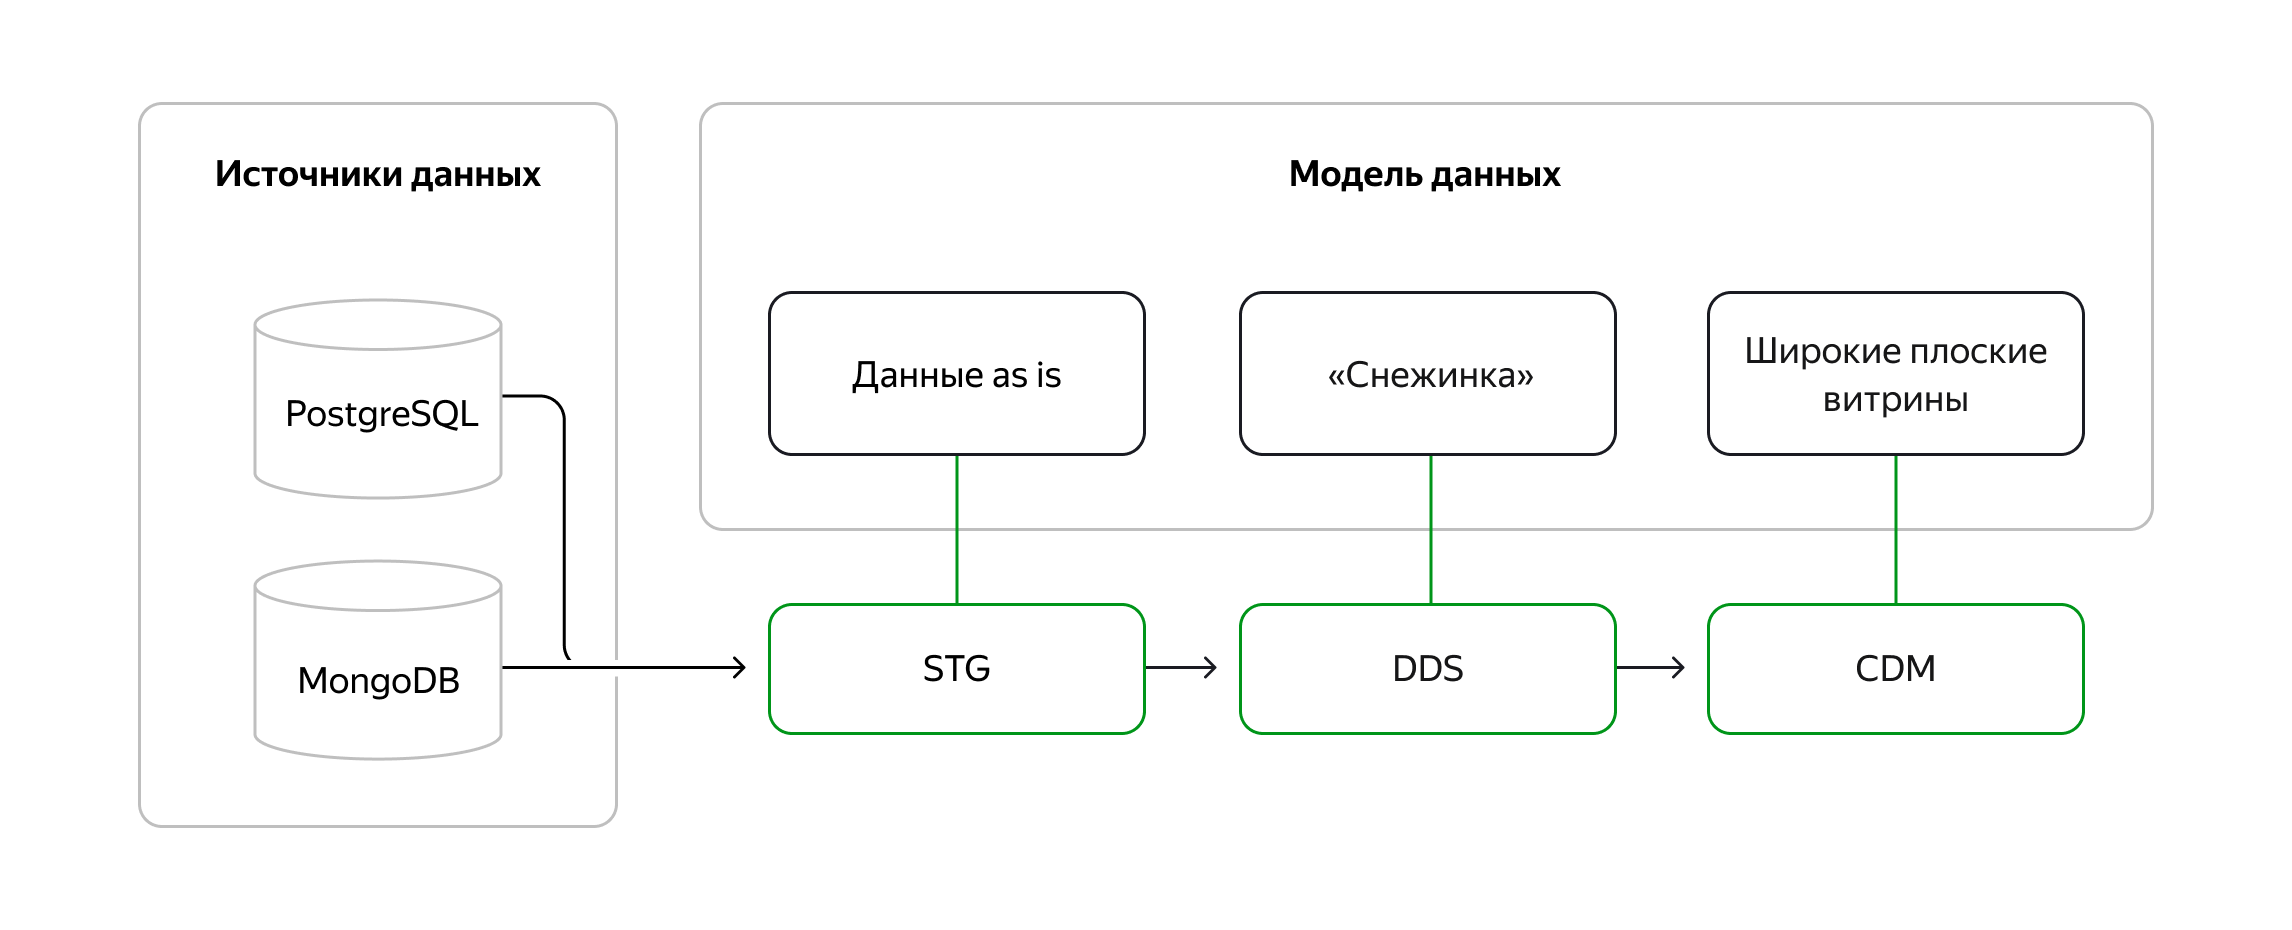 Источники данных
PostgreSQL
MongoDB
Модель данных
Данные as is
«Снежинка»
Широкие плоские
витрины
STG
DDS
CDM